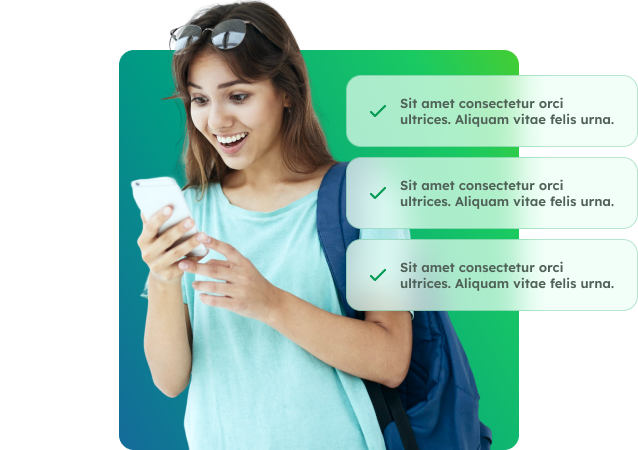 Sit amet consectetur orci
ultrices. Aliquam vitae felis urna.
Sit amet consectetur orci
ultrices. Aliquam vitae felis urna.
Sit amet consectetur orci
ultrices. Aliquam vitae felis urna.